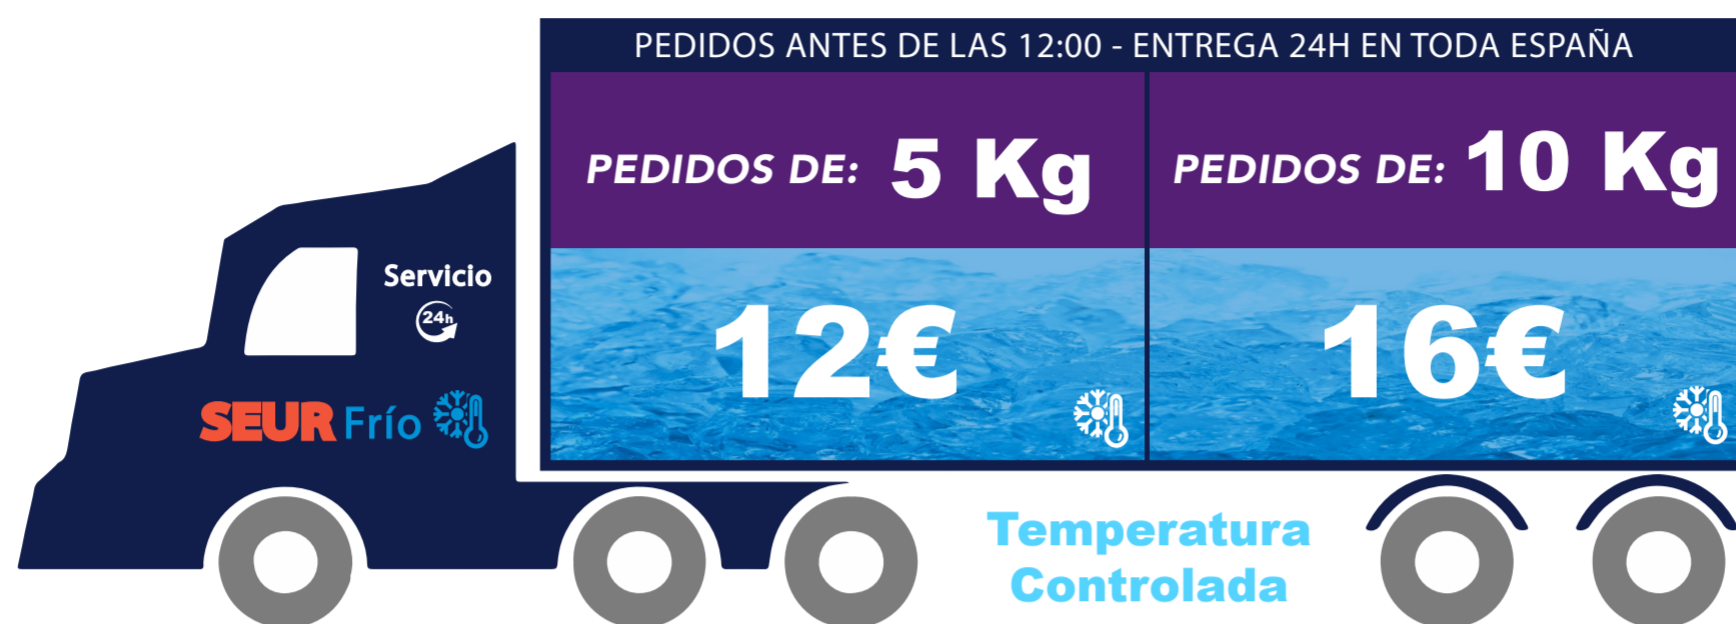 PEDIDOS ANTES DE LAS 12:00 - ENTREGA 24H EN TODA ESPAÑA
PEDIDOS DE: 5 Kg
PEDIDOS DE: 10 Kg
12€
16€
Servicio
24h
SEUR Frío
Temperatura
Controlada